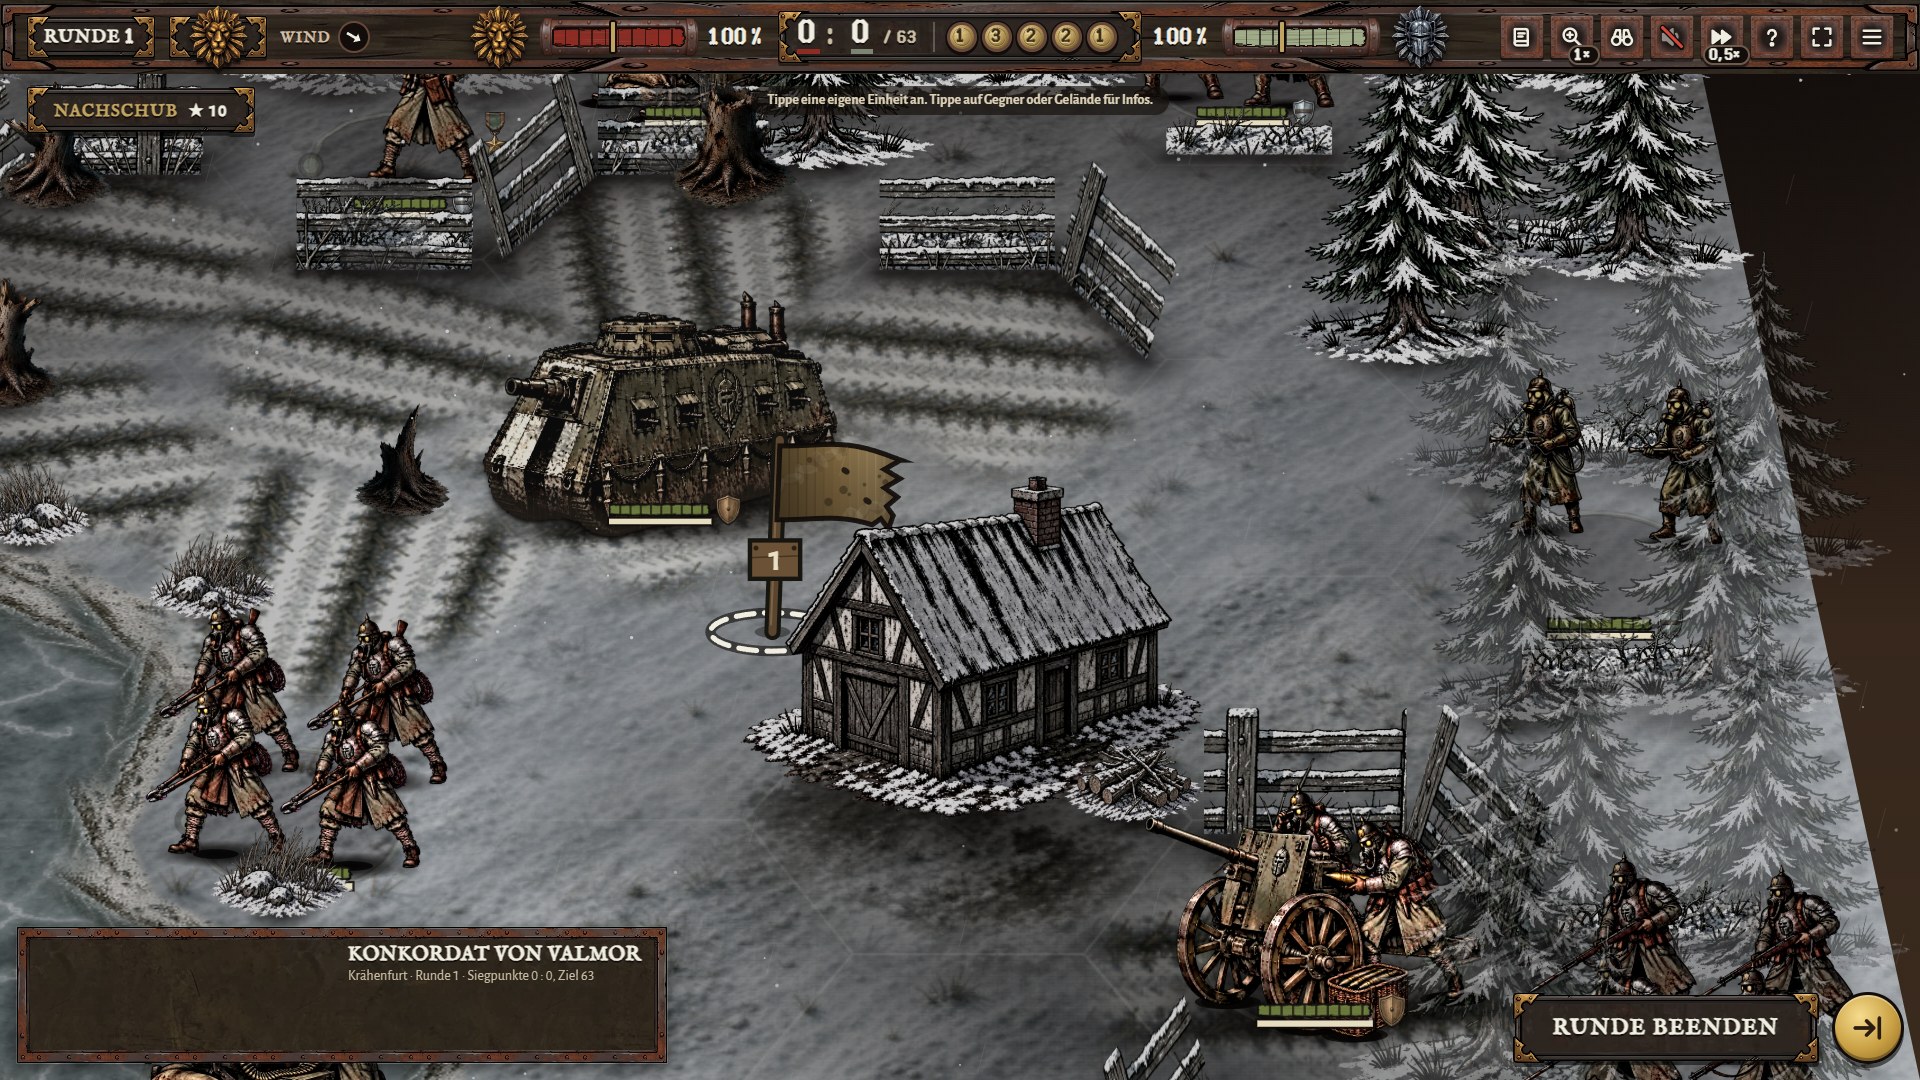 RUNDE 1
WIND
100 %
0 : 0 / 63
1 3 2 2 1
100 %
1×
0,5×
?
NACHSCHUB ★ 10
Tippe eine eigene Einheit an. Tippe auf Gegner oder Gelände für Infos.
1
KONKORDAT VON VALMOR
Krähenfurt · Runde 1 · Siegpunkte 0 : 0, Ziel 63
RUNDE BEENDEN